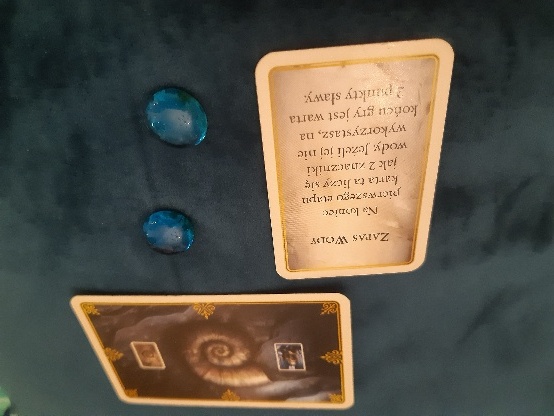 Zapas Wody
Na koniec
pierwszego etapu
karta ta liczy się
jak 2 znaczniki
wody. Jeżeli jej nie
wykorzystasz, na
końcu gry jest warta
2 punkty sławy.